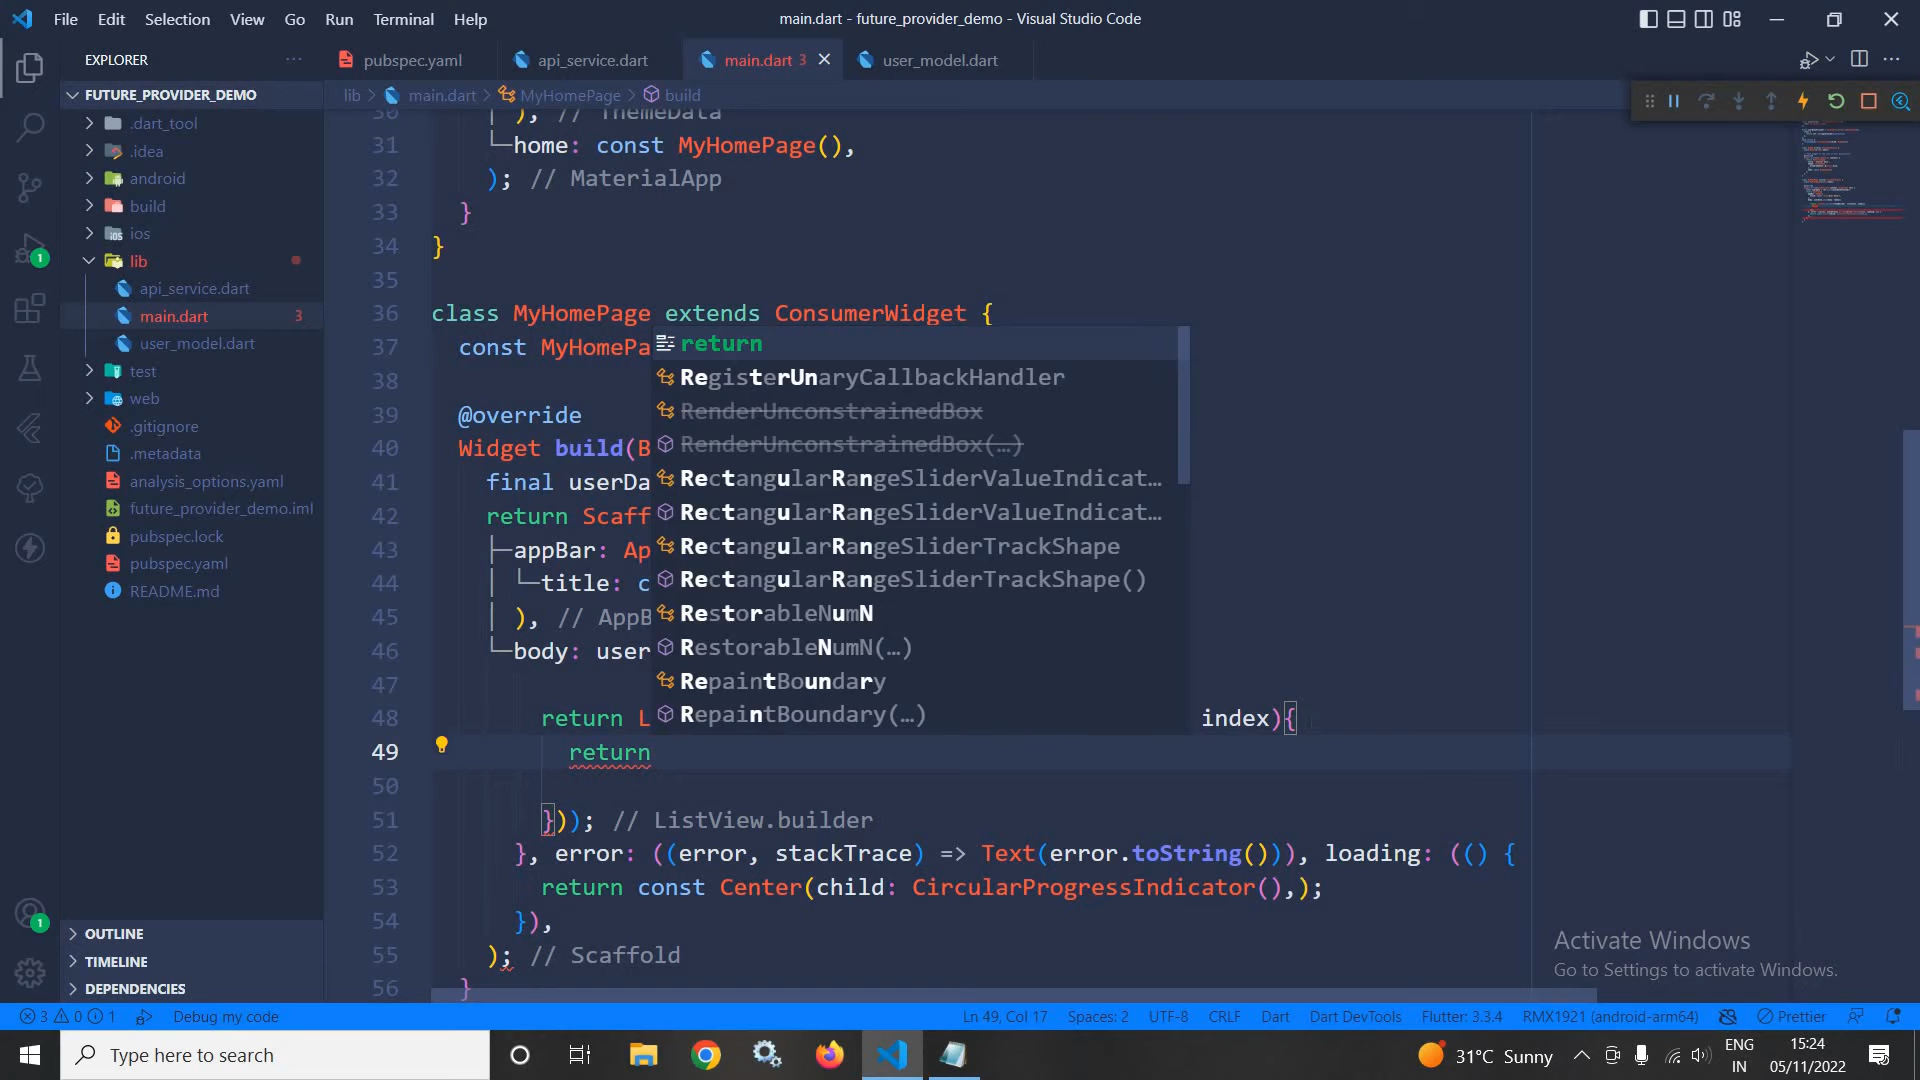 File Edit Selection View Go Run Terminal Help
main.dart - future_provider_demo - Visual Studio Code
EXPLORER
pubspec.yaml
api_service.dart
main.dart 3
user_model.dart
FUTURE_PROVIDER_DEMO
lib > main.dart > MyHomePage > build
.dart_tool
.idea
android
build
ios
lib
api_service.dart
main.dart 3
user_model.dart
test
web
.gitignore
.metadata
analysis_options.yaml
future_provider_demo.iml
pubspec.lock
pubspec.yaml
README.md
OUTLINE
TIMELINE
DEPENDENCIES
1
1
30 ), // ThemeData
31 home: const MyHomePage(),
32 ); // MaterialApp
33 }
34 }
35
36 class MyHomePage extends ConsumerWidget {
37 const MyHomePa
38
39 @override
40 Widget build(B
41 final userDa
42 return Scaff
43 appBar: Ap
44 title: c
45 ), // AppB
46 body: user
47
48 return L index){
49 return
50
51 })); // ListView.builder
52 }, error: ((error, stackTrace) => Text(error.toString())), loading: (() {
53 return const Center(child: CircularProgressIndicator(),);
54 }),
55 ); // Scaffold
56 }
return
RegisterUnaryCallbackHandler
RenderUnconstrainedBox
RenderUnconstrainedBox(…)
RectangularRangeSliderValueIndicat…
RectangularRangeSliderValueIndicat…
RectangularRangeSliderTrackShape
RectangularRangeSliderTrackShape()
RestorableNumN
RestorableNumN(…)
RepaintBoundary
RepaintBoundary(…)
Activate Windows
Go to Settings to activate Windows.
3 0 1 Debug my code
Ln 49, Col 17 Spaces: 2 UTF-8 CRLF Dart Dart DevTools Flutter: 3.3.4 RMX1921 (android-arm64) Prettier
Type here to search
31°C Sunny
ENG
IN
15:24
05/11/2022